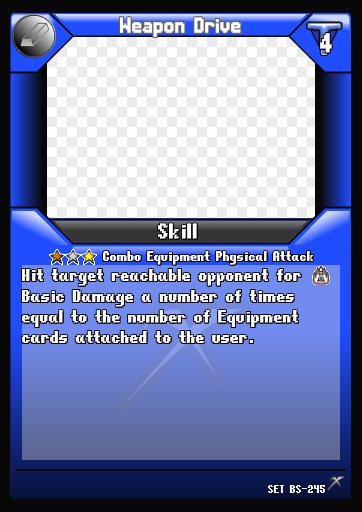 Weapon Drive
4
Skill
Combo Equipment Physical Attack
Hit target reachable opponent for
Basic Damage a number of times
equal to the number of Equipment
cards attached to the user.
SET BS-245